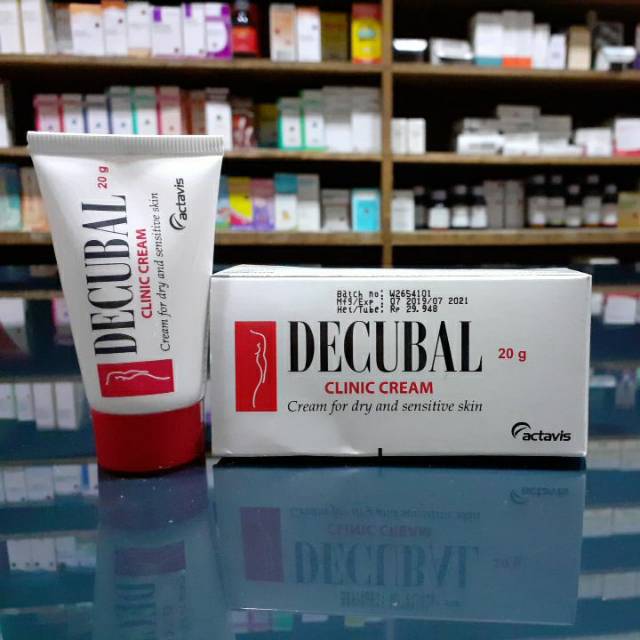 DECUBAL 20 g
CLINIC CREAM
Cream for dry and sensitive skin
actavis
Batch no: W2654101
Mfg/Exp : 07 2019/07 2021
Het/Tube: Rp 29.948
DECUBAL 20 g
CLINIC CREAM
Cream for dry and sensitive skin
actavis